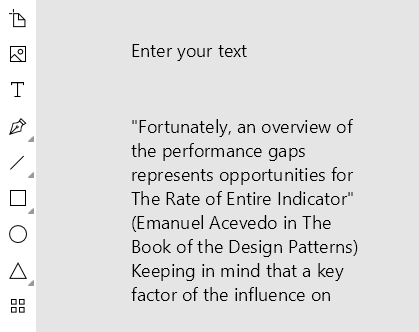 Enter your text
"Fortunately, an overview of
the performance gaps
represents opportunities for
The Rate of Entire Indicator"
(Emanuel Acevedo in The
Book of the Design Patterns)
Keeping in mind that a key
factor of the influence on